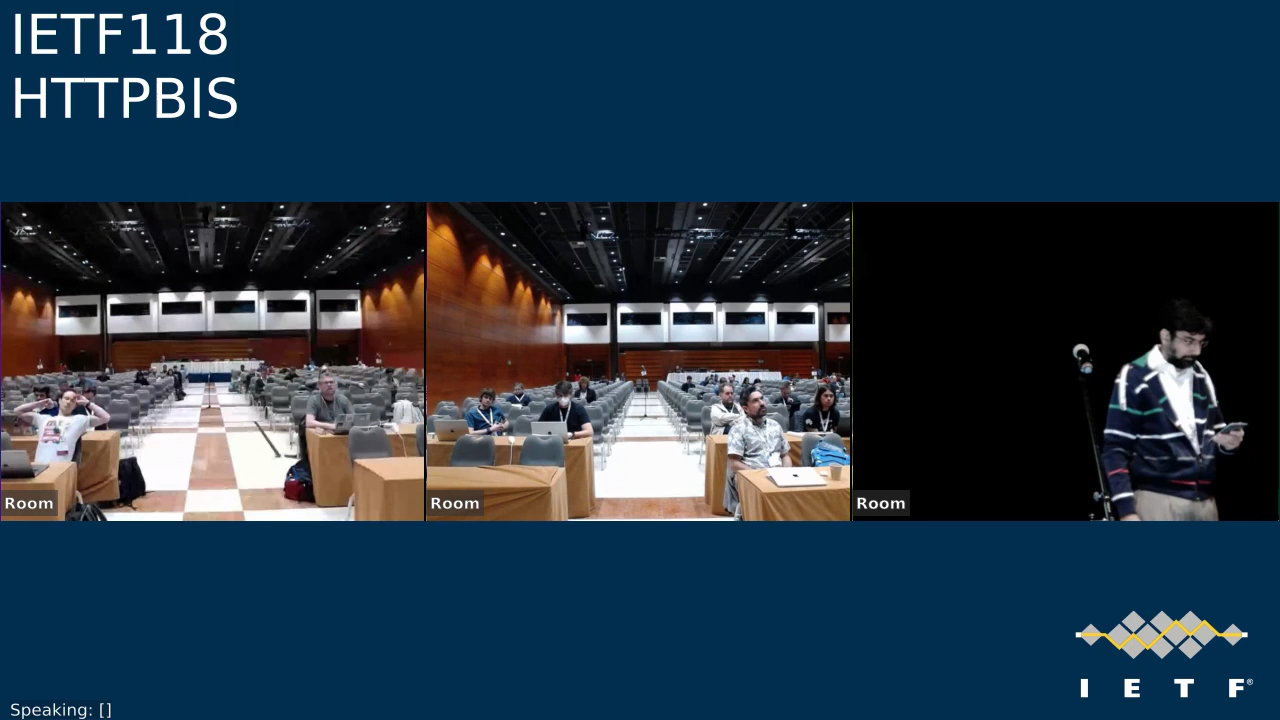 IETF118
HTTPBIS
Room
Room
Room
I E T F®
Speaking: []